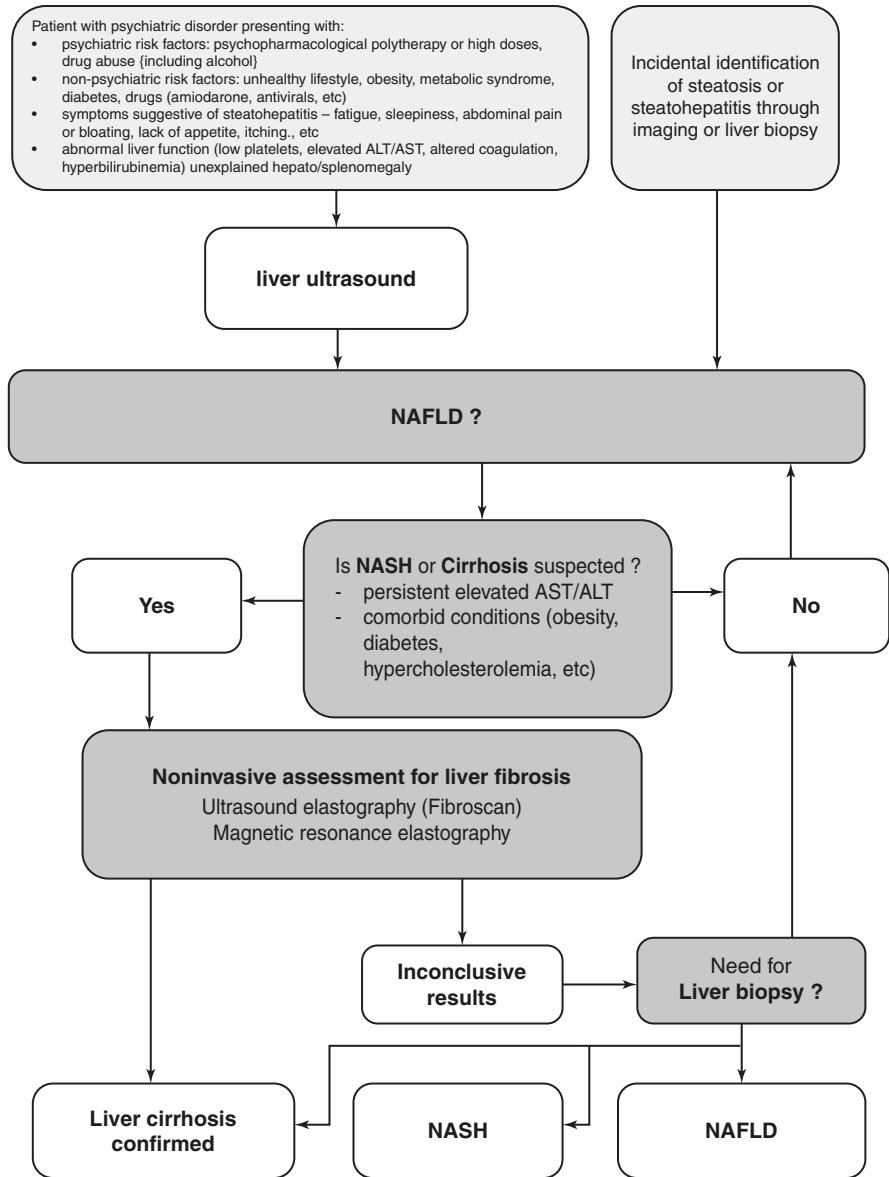 Patient with psychiatric disorder presenting with:
• psychiatric risk factors: psychopharmacological polytherapy or high doses,
drug abuse {including alcohol}
• non-psychiatric risk factors: unhealthy lifestyle, obesity, metabolic syndrome,
diabetes, drugs (amiodarone, antivirals, etc)
• symptoms suggestive of steatohepatitis – fatigue, sleepiness, abdominal pain
or bloating, lack of appetite, itching., etc
• abnormal liver function (low platelets, elevated ALT/AST, altered coagulation,
hyperbilirubinemia) unexplained hepato/splenomegaly
Incidental identification
of steatosis or
steatohepatitis through
imaging or liver biopsy
liver ultrasound
NAFLD ?
Is NASH or Cirrhosis suspected ?
- persistent elevated AST/ALT
- comorbid conditions (obesity,
diabetes,
hypercholesterolemia, etc)
Yes
No
Noninvasive assessment for liver fibrosis
Ultrasound elastography (Fibroscan)
Magnetic resonance elastography
Inconclusive
results
Need for
Liver biopsy ?
Liver cirrhosis
confirmed
NASH
NAFLD